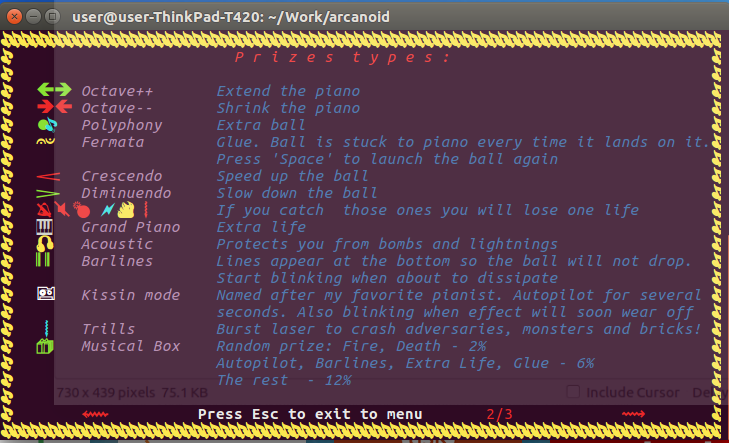 user@user-ThinkPad-T420: ~/Work/arcanoid
Prizes types:
Octave++ Extend the piano
Octave-- Shrink the piano
Polyphony Extra ball
Fermata Glue. Ball is stuck to piano every time it lands on it.
Press 'Space' to launch the ball again
Crescendo Speed up the ball
Diminuendo Slow down the ball
If you catch  those ones you will lose one life
Grand Piano Extra life
Acoustic Protects you from bombs and lightnings
Barlines Lines appear at the bottom so the ball will not drop.
Start blinking when about to dissipate
Kissin mode Named after my favorite pianist. Autopilot for several
seconds. Also blinking when effect will soon wear off
Trills Burst laser to crash adversaries, monsters and bricks!
Musical Box Random prize: Fire, Death - 2%
Autopilot, Barlines, Extra Life, Glue - 6%
The rest  - 12%
730 x 439 pixels  75.1 KB Include Cursor
Press Esc to exit to menu 2/3